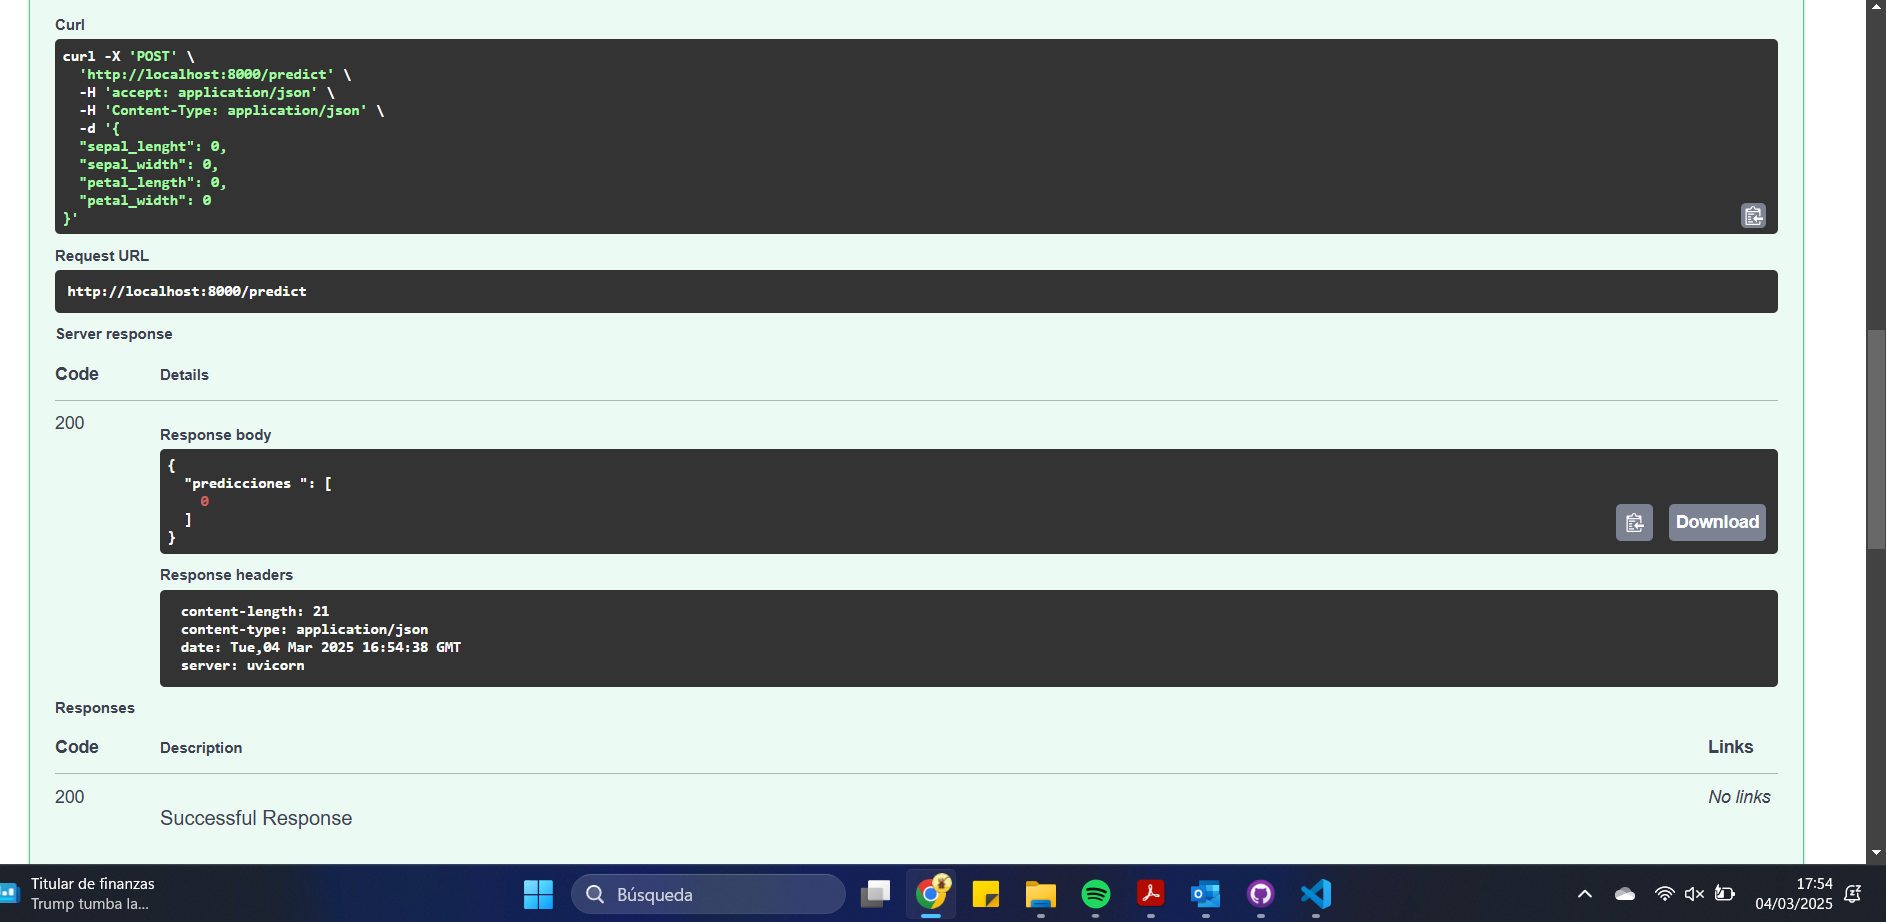 Curl
curl -X 'POST' \
'http://localhost:8000/predict' \
-H 'accept: application/json' \
-H 'Content-Type: application/json' \
-d '{
"sepal_lenght": 0,
"sepal_width": 0,
"petal_length": 0,
"petal_width": 0
}'
Request URL
http://localhost:8000/predict
Server response
Code Details
200
Response body
{
"predicciones ": [
0
]
}
Download
Response headers
content-length: 21
content-type: application/json
date: Tue,04 Mar 2025 16:54:38 GMT
server: uvicorn
Responses
Code Description Links
200 No links
Successful Response
Titular de finanzas
Trump tumba la...
Búsqueda
17:54
04/03/2025